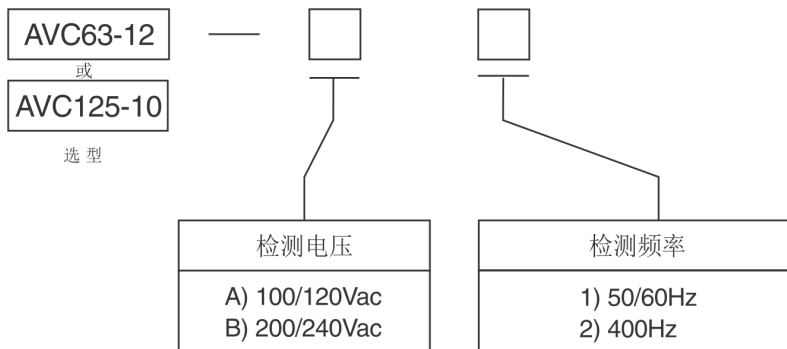 AVC63-12
或
AVC125-10
选型
检测电压
A) 100/120Vac
B) 200/240Vac
检测频率
1) 50/60Hz
2) 400Hz